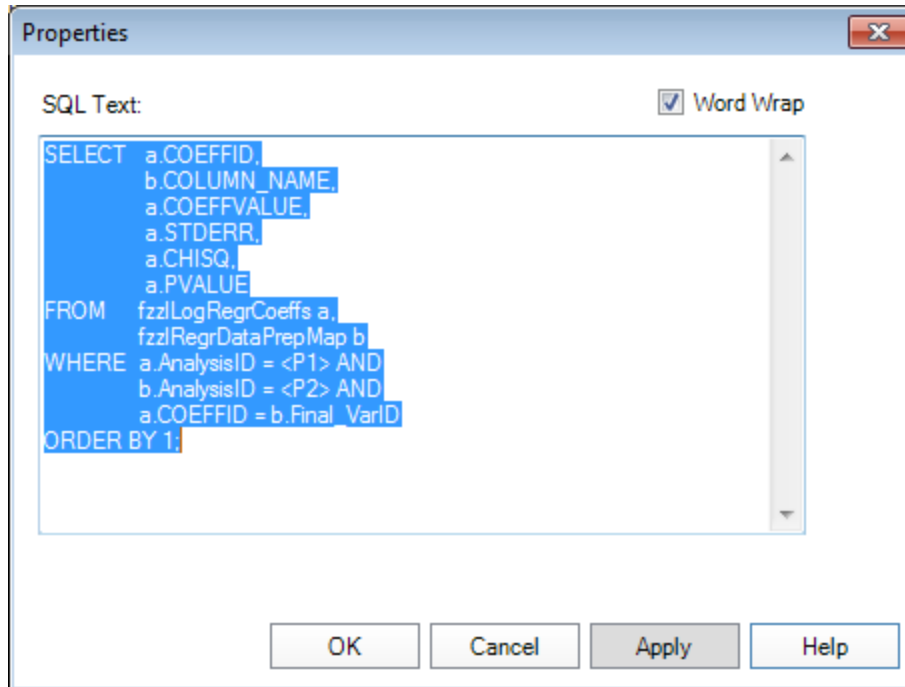 Properties
SQL Text:
Word Wrap
SELECT a.COEFFID,
b.COLUMN_NAME,
a.COEFFVALUE,
a.STDERR,
a.CHISQ,
a.PVALUE
FROM fzzlLogRegrCoeffs a,
fzzlRegrDataPrepMap b
WHERE a.AnalysisID = <P1> AND
b.AnalysisID = <P2> AND
a.COEFFID = b.Final_VarID
ORDER BY 1;
OK Cancel Apply Help